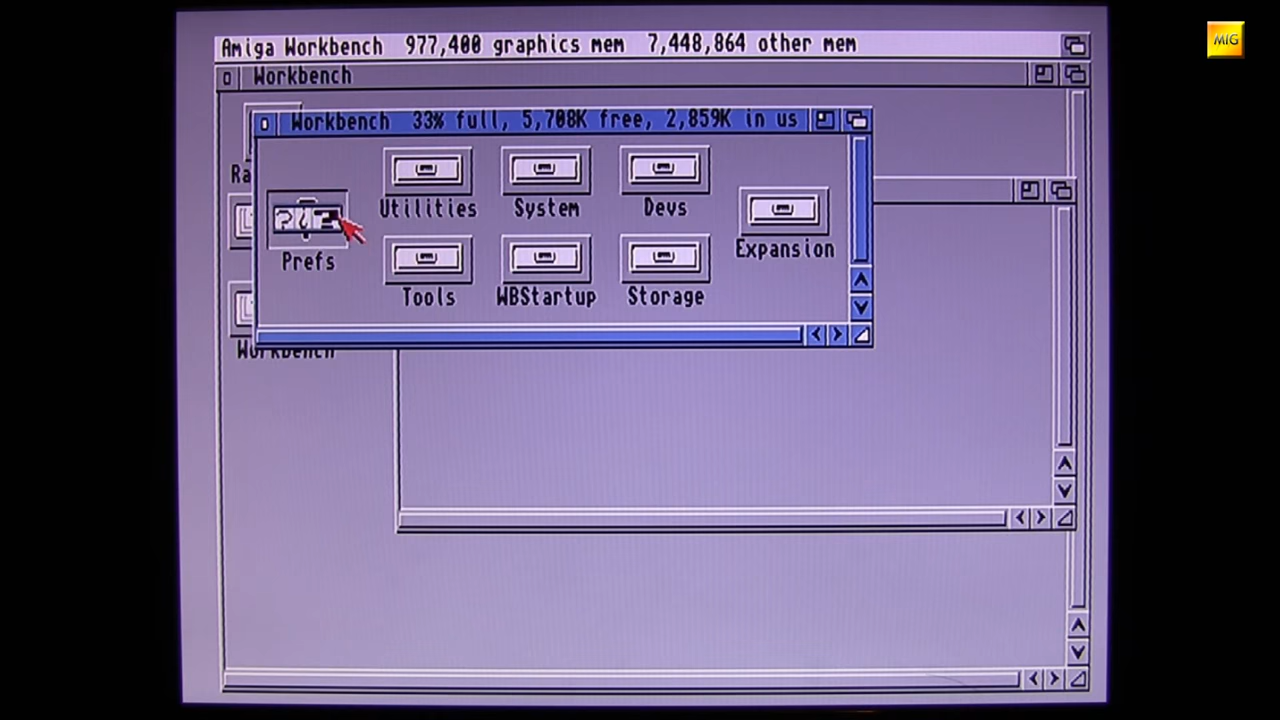 MIG
Amiga Workbench 977,400 graphics mem 7,448,864 other mem
Workbench
Workbench 33% full, 5,708K free, 2,859K in us
Utilities System Devs
Ra
Expansion
Prefs
Tools WBStartup Storage
Workbench